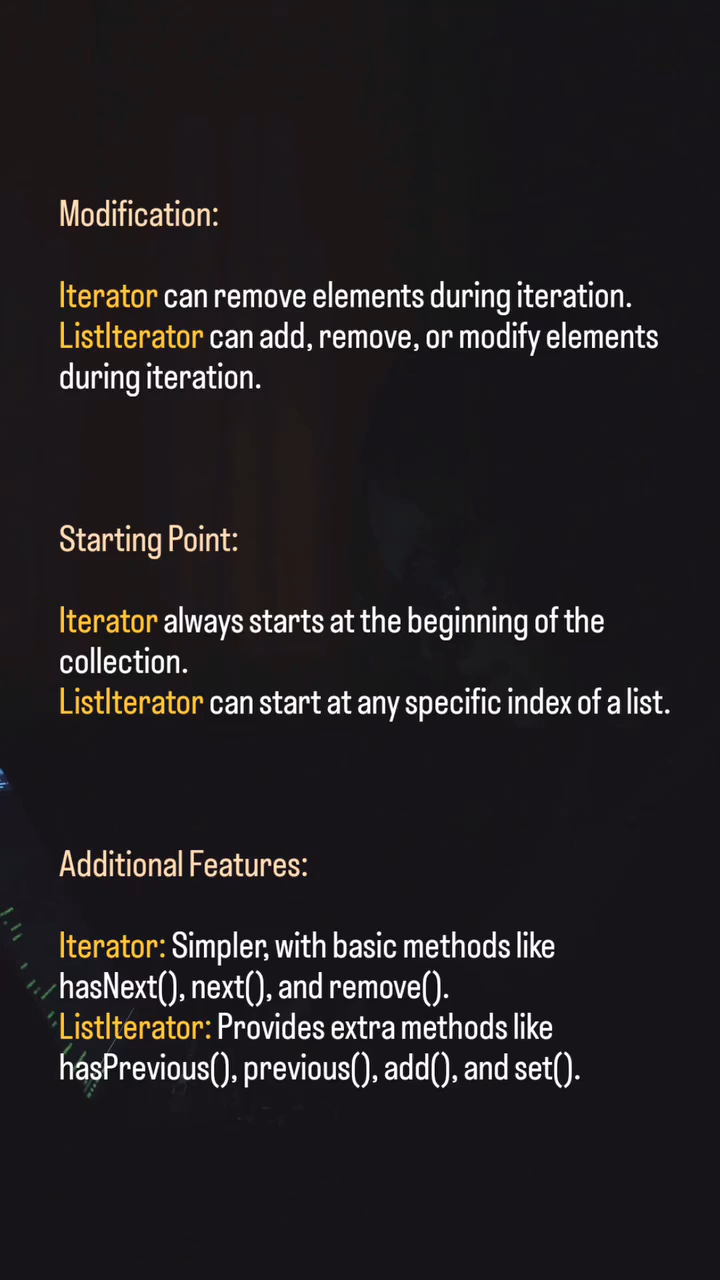 Modification:
Iterator can remove elements during iteration.
ListIterator can add, remove, or modify elements
during iteration.
Starting Point:
Iterator always starts at the beginning of the
collection.
ListIterator can start at any specific index of a list.
Additional Features:
Iterator: Simpler, with basic methods like
hasNext(), next(), and remove().
ListIterator: Provides extra methods like
hasPrevious(), previous(), add(), and set().